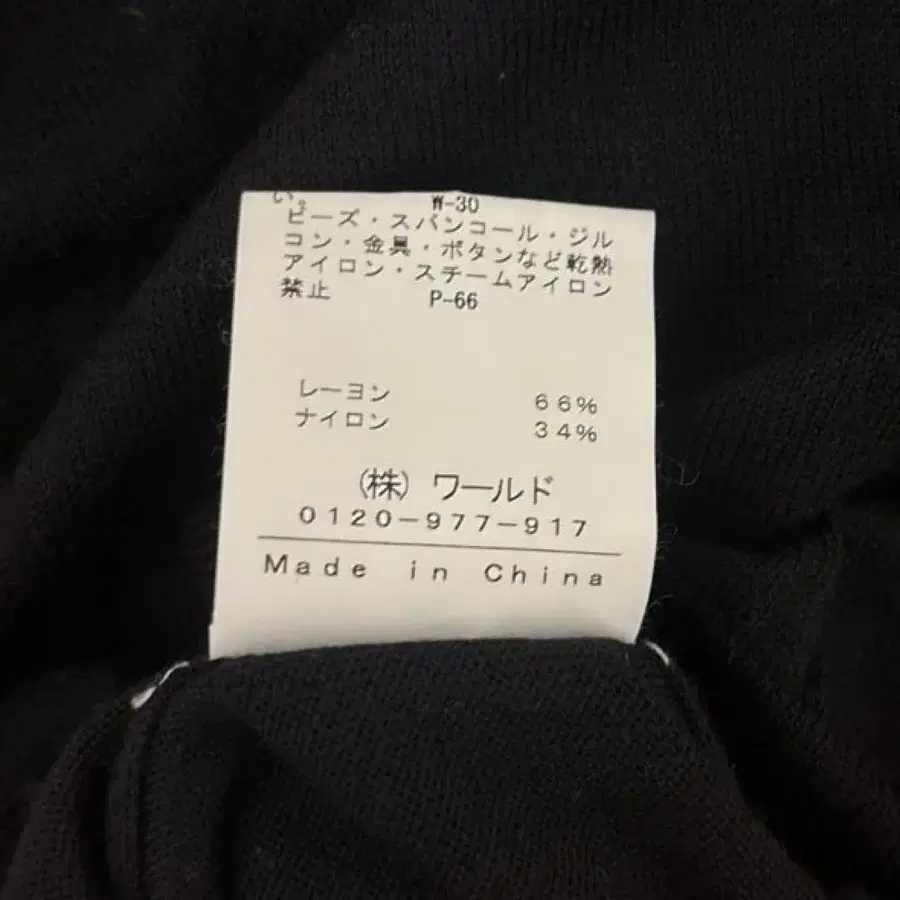 い。 W-30
ビーズ・スパンコール・ジル
コン・金具・ボタンなど乾熱
アイロン・スチームアイロン
禁止 P-66
レーヨン 66%
ナイロン 34%
(株) ワールド
0120-977-917
Made in China